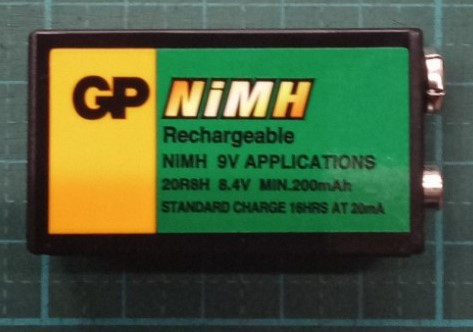 GP
NiMH
Rechargeable
NIMH 9V APPLICATIONS
20R8H 8.4V MIN.200mAh
STANDARD CHARGE 16HRS AT 20mA